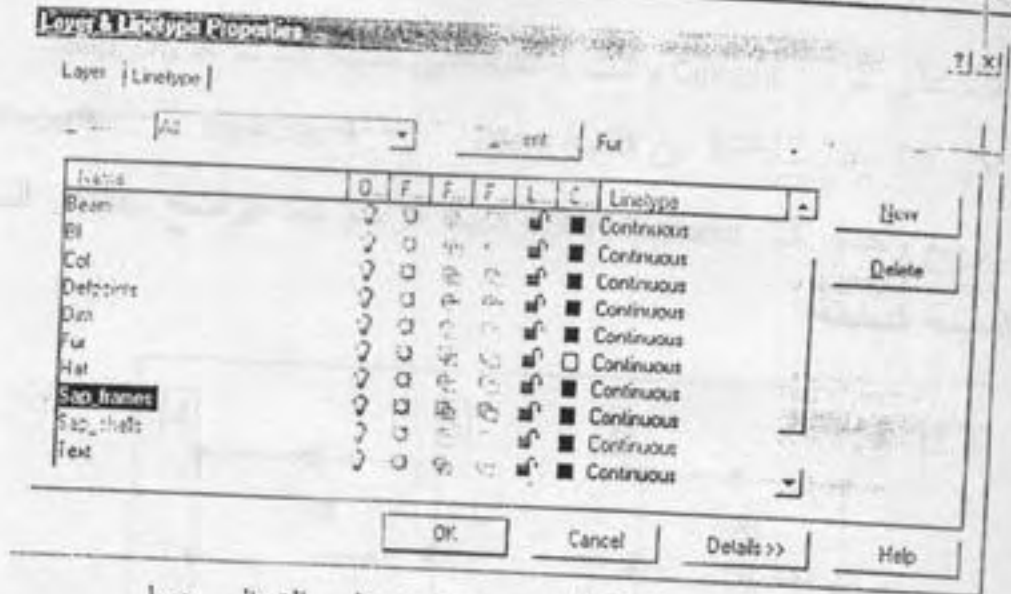 Layer & Linetype Properties
? X
Layer Linetype
All Fur
Name O... F... F... F... L... C... Linetype
New
Beam Continuous
Bl Continuous
Delete
Col Continuous
Defpoints Continuous
Dim Continuous
Fur Continuous
Hat Continuous
Sap_frames Continuous
Sap_shells Continuous
Text Continuous
OK Cancel Details >> Help